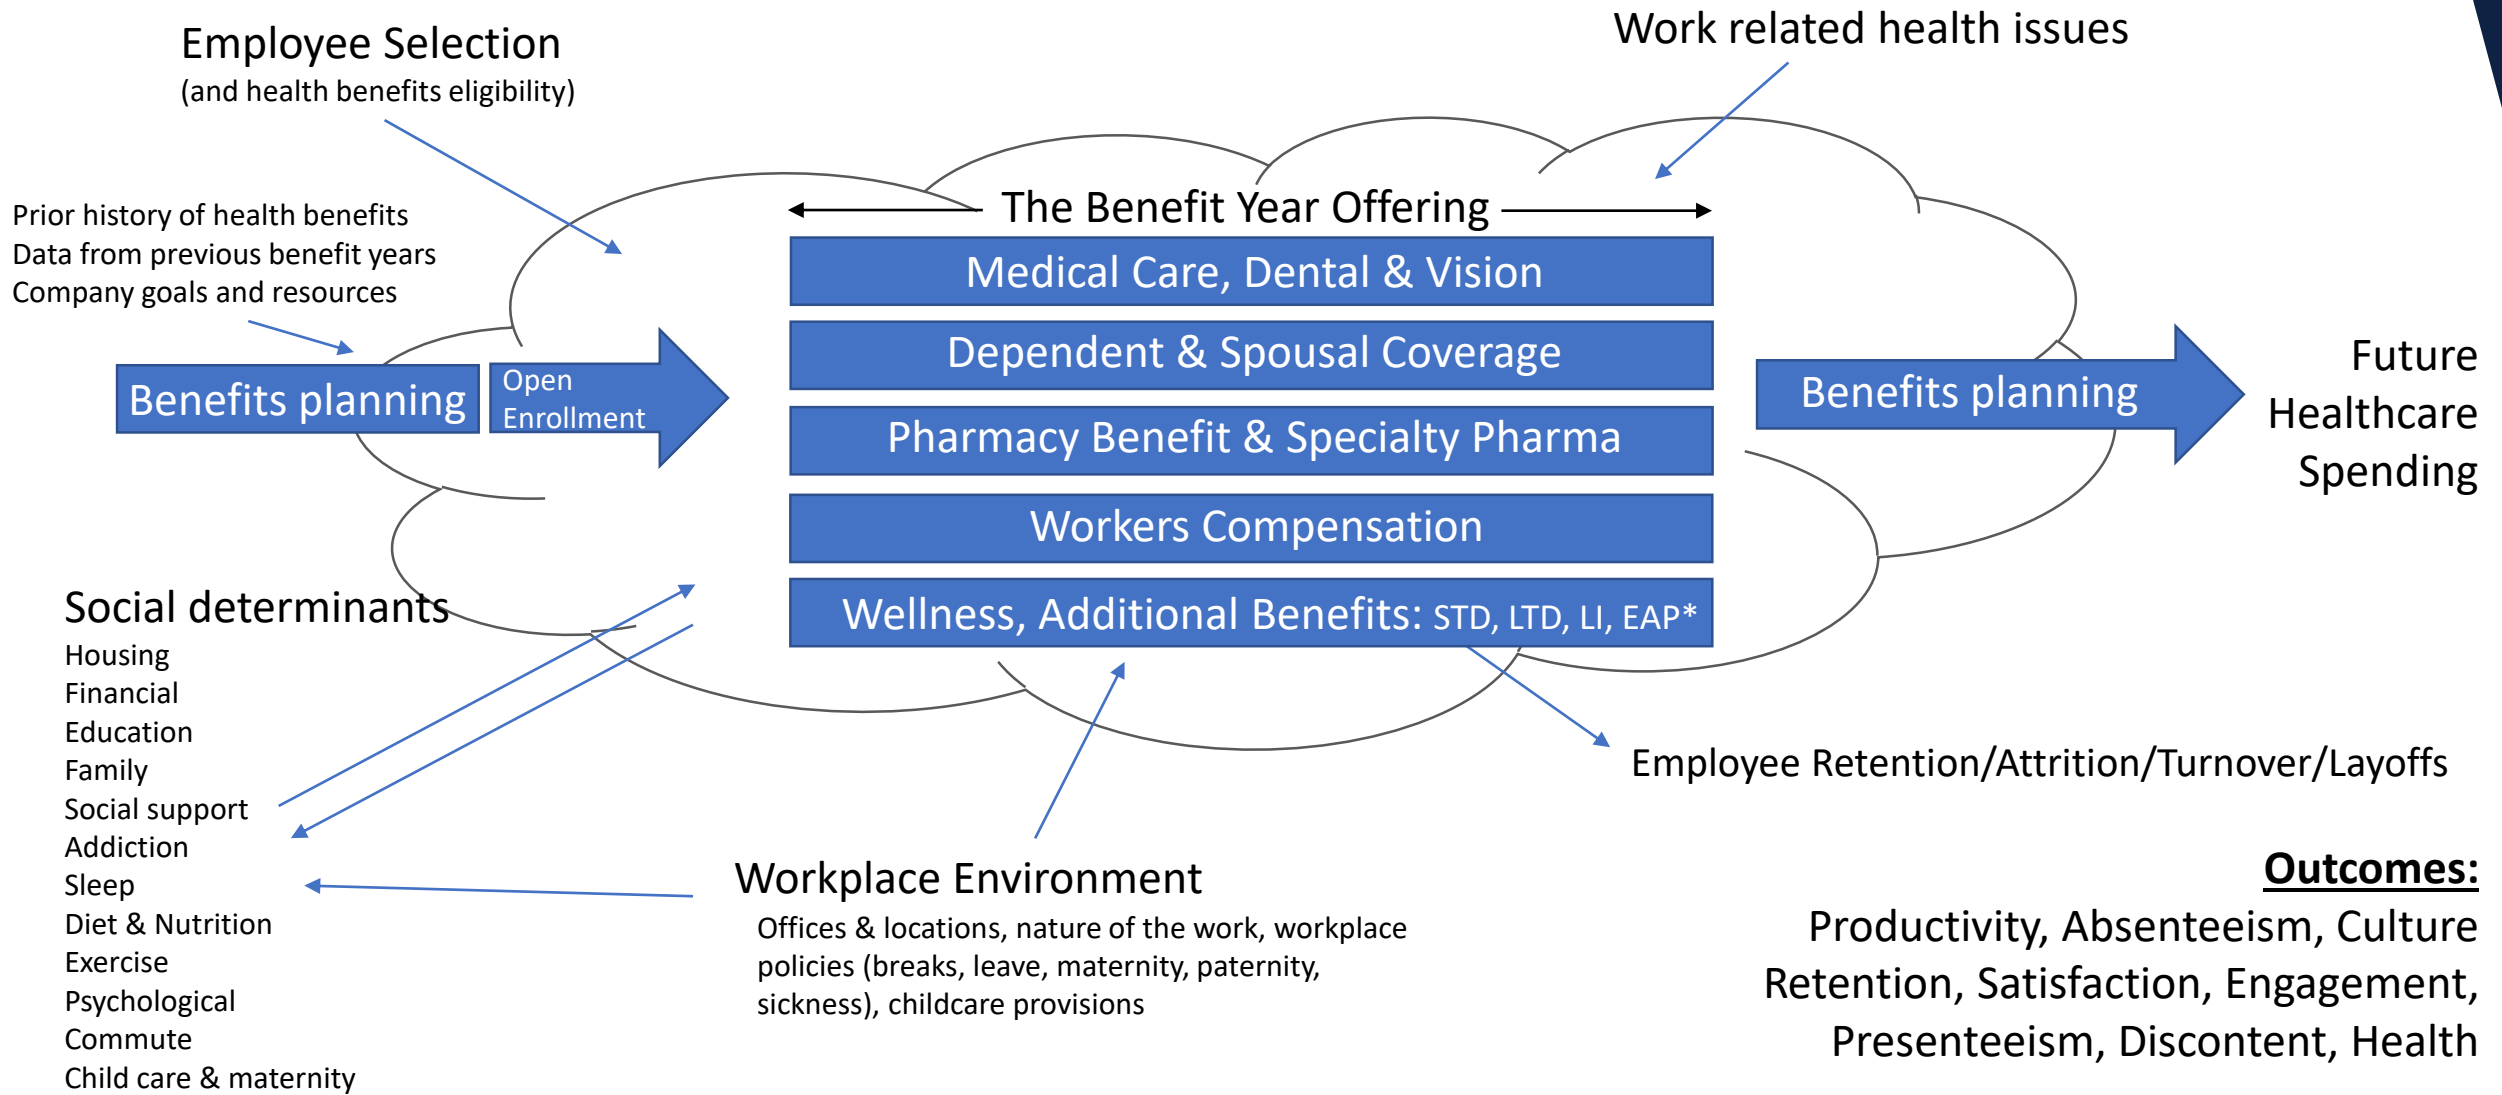 Employee Selection
(and health benefits eligibility)
Work related health issues
Prior history of health benefits
Data from previous benefit years
Company goals and resources
The Benefit Year Offering
Medical Care, Dental & Vision
Dependent & Spousal Coverage
Pharmacy Benefit & Specialty Pharma
Workers Compensation
Wellness, Additional Benefits: STD, LTD, LI, EAP*
Benefits planning
Open
Enrollment
Benefits planning
Future
Healthcare
Spending
Social determinants
Housing
Financial
Education
Family
Social support
Addiction
Sleep
Diet & Nutrition
Exercise
Psychological
Commute
Child care & maternity
Workplace Environment
Offices & locations, nature of the work, workplace
policies (breaks, leave, maternity, paternity,
sickness), childcare provisions
Employee Retention/Attrition/Turnover/Layoffs
Outcomes:
Productivity, Absenteeism, Culture
Retention, Satisfaction, Engagement,
Presenteeism, Discontent, Health